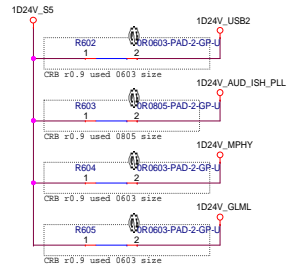 1D24V_S5
1D24V_USB2
R602 0R0603-PAD-2-GP-U
1 2
CRB r0.9 used 0603 size
1D24V_AUD_ISH_PLL
R603 0R0805-PAD-2-GP-U
1 2
CRB r0.9 used 0805 size
1D24V_MPHY
R604 0R0603-PAD-2-GP-U
1 2
CRB r0.9 used 0603 size
1D24V_GLML
R605 0R0603-PAD-2-GP-U
1 2
CRB r0.9 used 0603 size